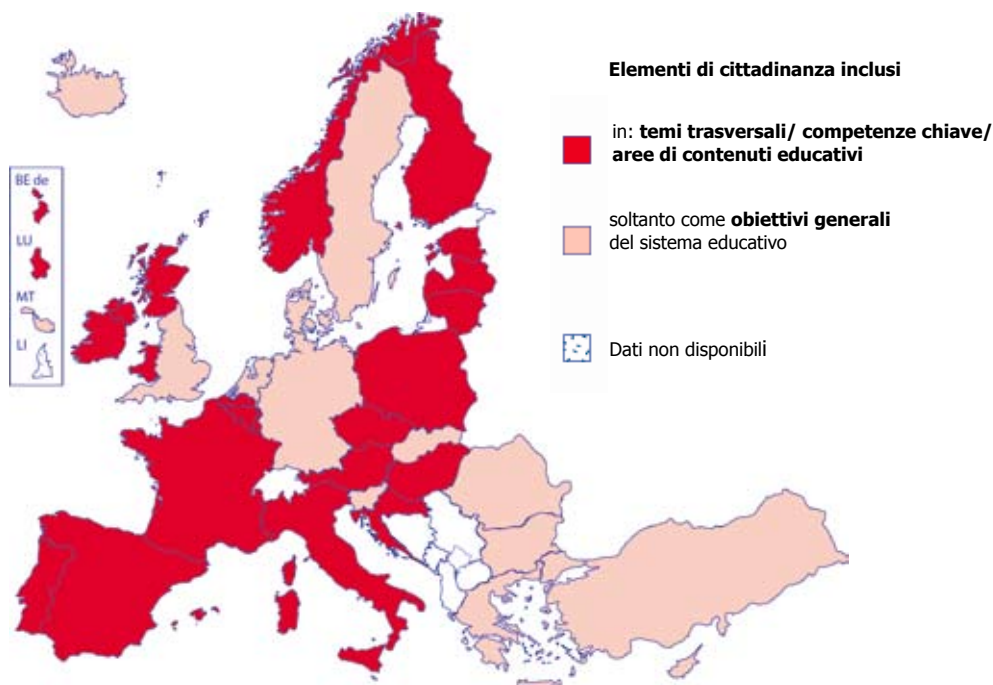 Elementi di cittadinanza inclusi
in: temi trasversali/ competenze chiave/
aree di contenuti educativi
soltanto come obiettivi generali
del sistema educativo
Dati non disponibili
BE de
LU
MT
LI